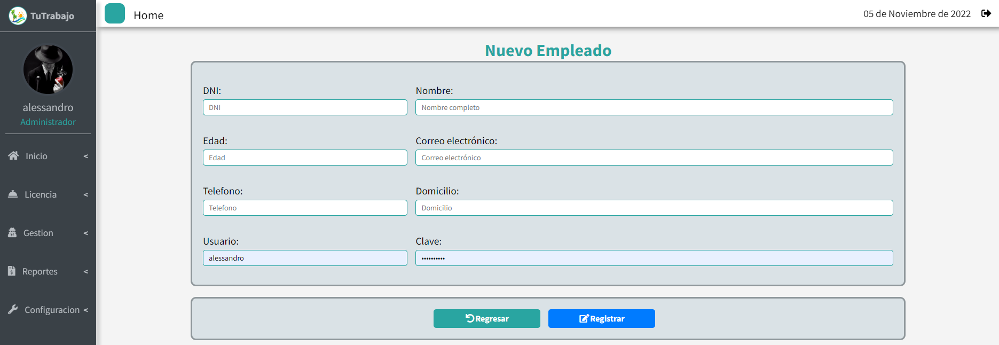 TuTrabajo
Home
05 de Noviembre de 2022
alessandro
Administrador
Inicio <
Licencia <
Gestion <
Reportes <
Configuracion <
Nuevo Empleado
DNI: Nombre:
DNI Nombre completo
Edad: Correo electrónico:
Edad Correo electrónico
Telefono: Domicilio:
Telefono Domicilio
Usuario: Clave:
alessandro ••••••••••
Regresar Registrar